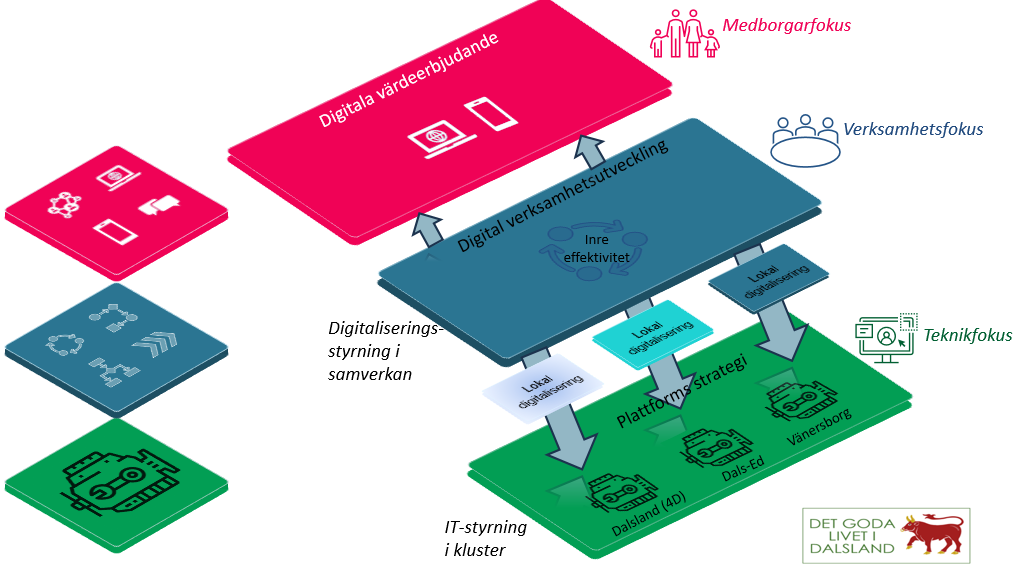 Digitala värdeerbjudande
Medborgarfokus
Digital verksamhetsutveckling
Verksamhetsfokus
Inre
effektivitet
Digitaliserings-
styrning i
samverkan
Lokal
digitalisering
Lokal
digitalisering
Lokal
digitalisering
Teknikfokus
Plattforms strategi
Dalsland (4D)
Dals-Ed
Vänersborg
IT-styrning
i kluster
DET GODA
LIVET I
DALSLAND